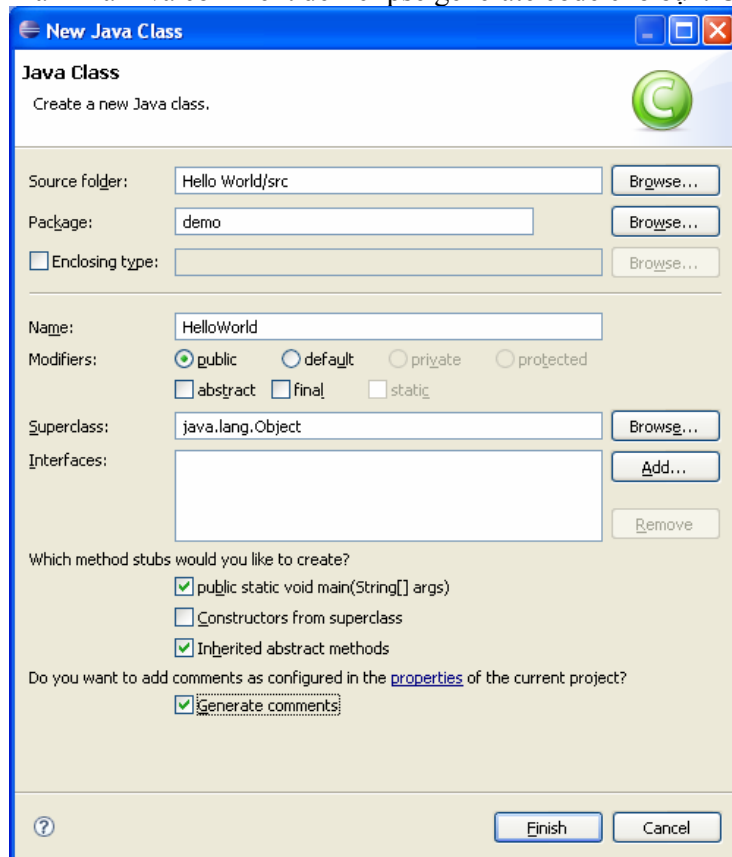 New Java Class
Java Class
Create a new Java class.
Source folder: Hello World/src Browse...
Package: demo Browse...
Enclosing type: Browse...
Name: HelloWorld
Modifiers: public default private protected
abstract final static
Superclass: java.lang.Object Browse...
Interfaces: Add...
Remove
Which method stubs would you like to create?
public static void main(String[] args)
Constructors from superclass
Inherited abstract methods
Do you want to add comments as configured in the properties of the current project?
Generate comments
Finish Cancel